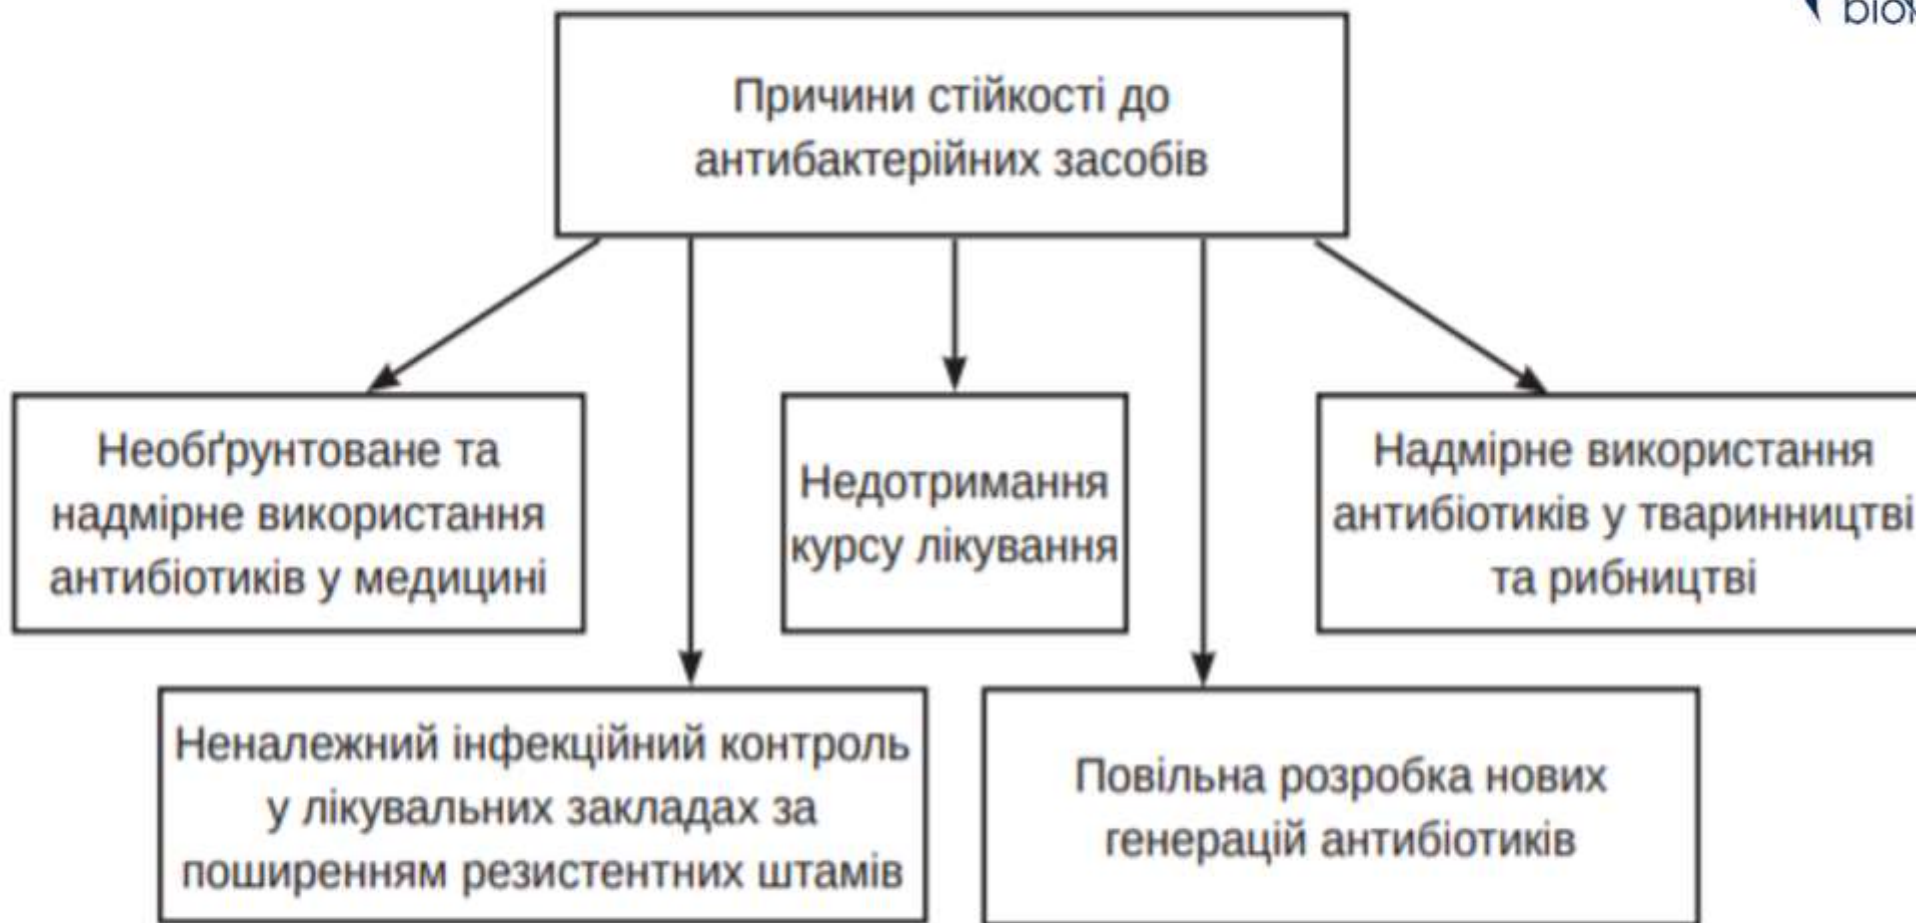 Причини стійкості до
антибактерійних засобів
Необґрунтоване та
надмірне використання
антибіотиків у медицині
Недотримання
курсу лікування
Надмірне використання
антибіотиків у тваринництві
та рибництві
Неналежний інфекційний контроль
у лікувальних закладах за
поширенням резистентних штамів
Повільна розробка нових
генерацій антибіотиків